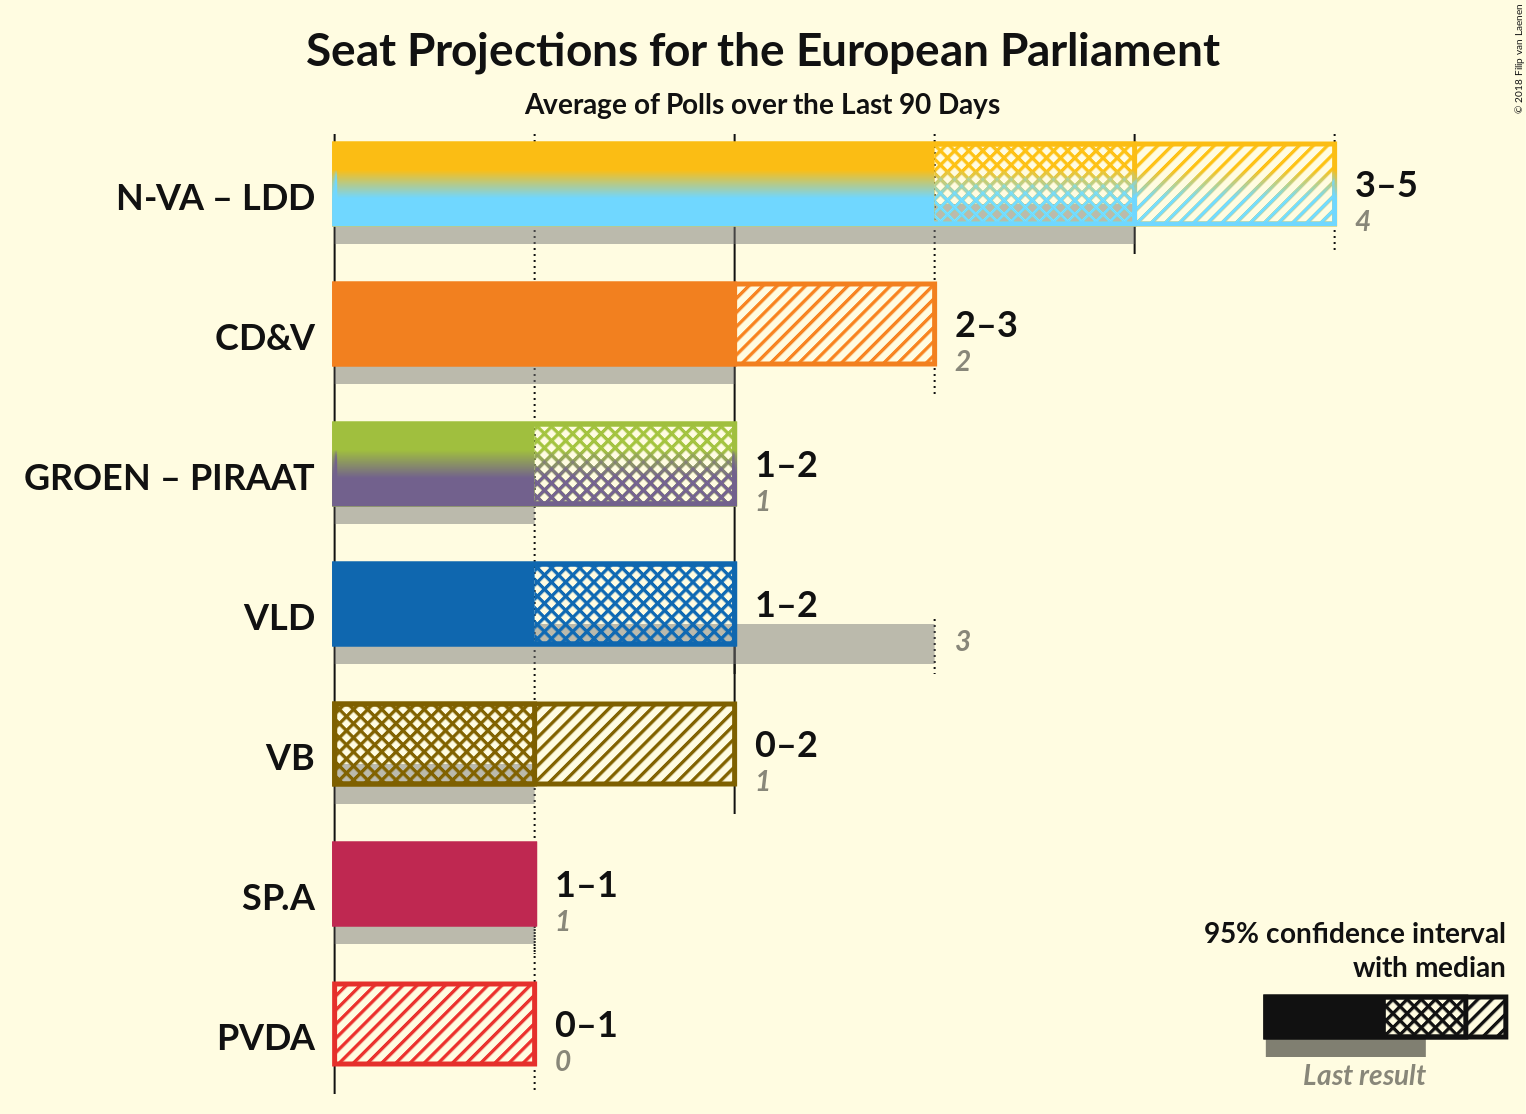 Seat Projections for the European Parliament
Average of Polls over the Last 90 Days
© 2018 Filip van Laenen
N-VA – LDD
3–5
4
CD&V
2–3
2
GROEN – PIRAAT
1–2
1
VLD
1–2
3
VB
0–2
1
SP.A
1–1
1
PVDA
0–1
0
95% confidence interval
with median
Last result